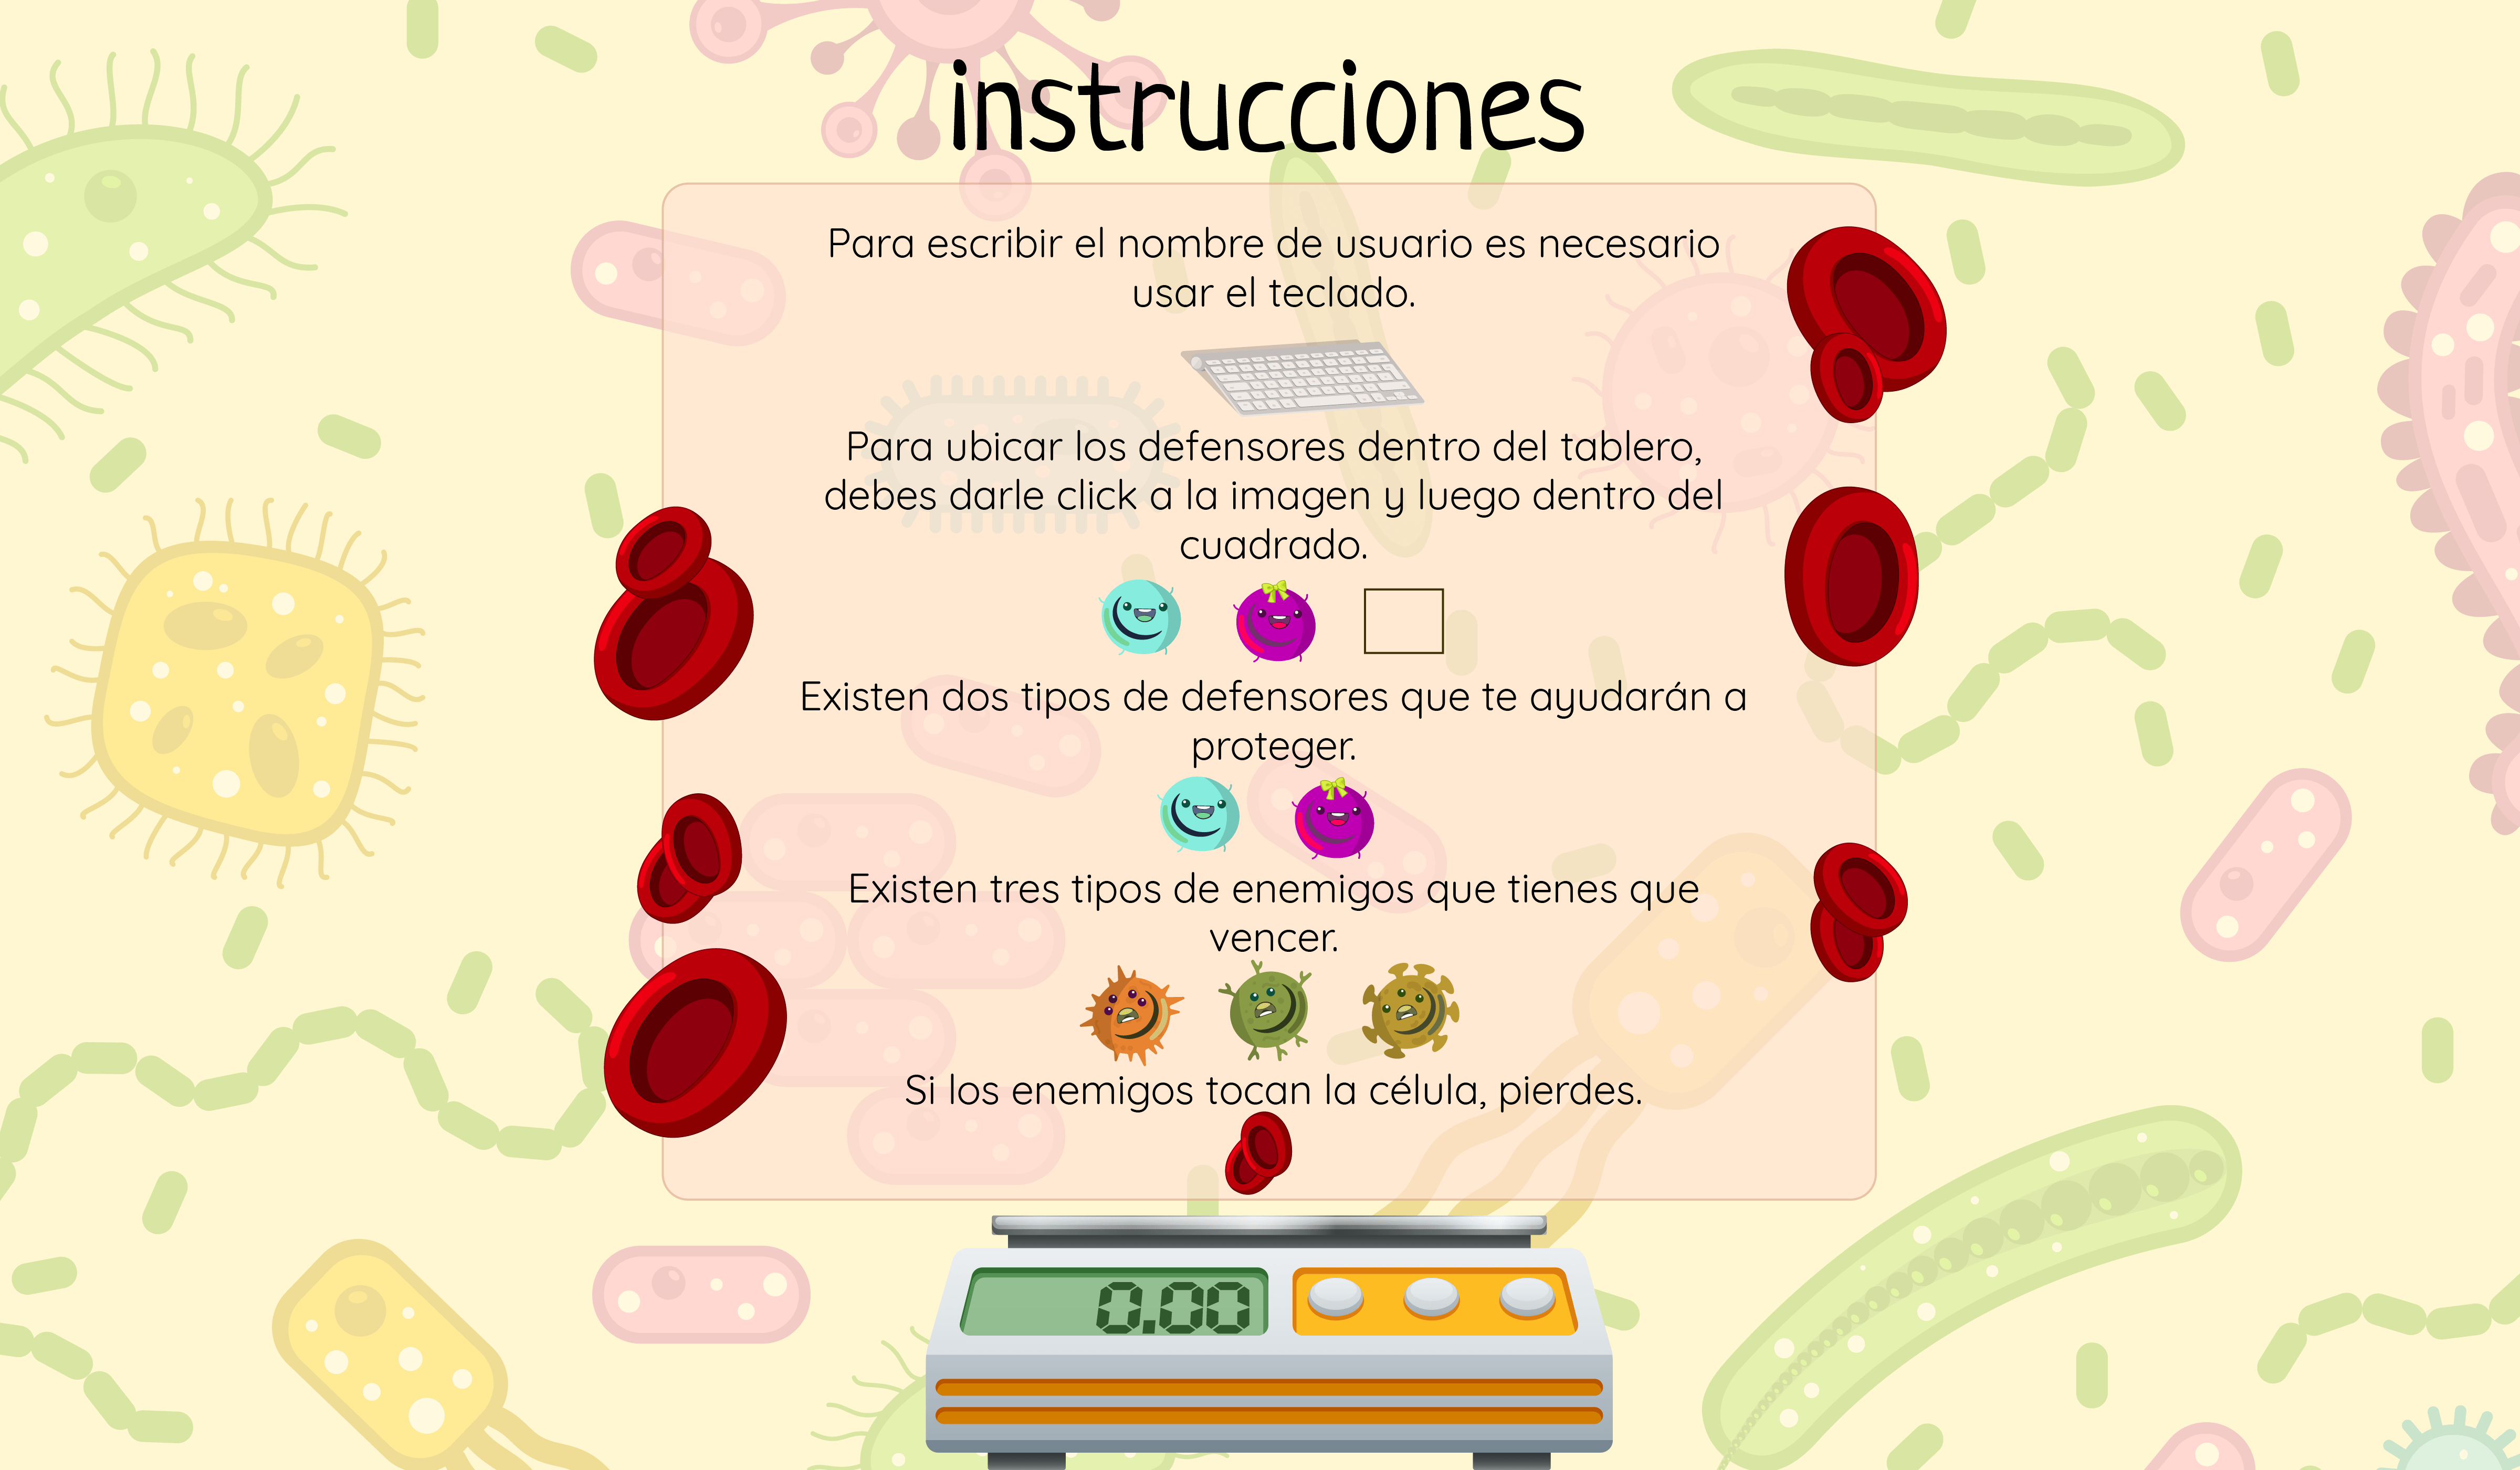 instrucciones
Para escribir el nombre de usuario es necesario
usar el teclado.
Para ubicar los defensores dentro del tablero,
debes darle click a la imagen y luego dentro del
cuadrado.
Existen dos tipos de defensores que te ayudarán a
proteger.
Existen tres tipos de enemigos que tienes que
vencer.
Si los enemigos tocan la célula, pierdes.
0.00